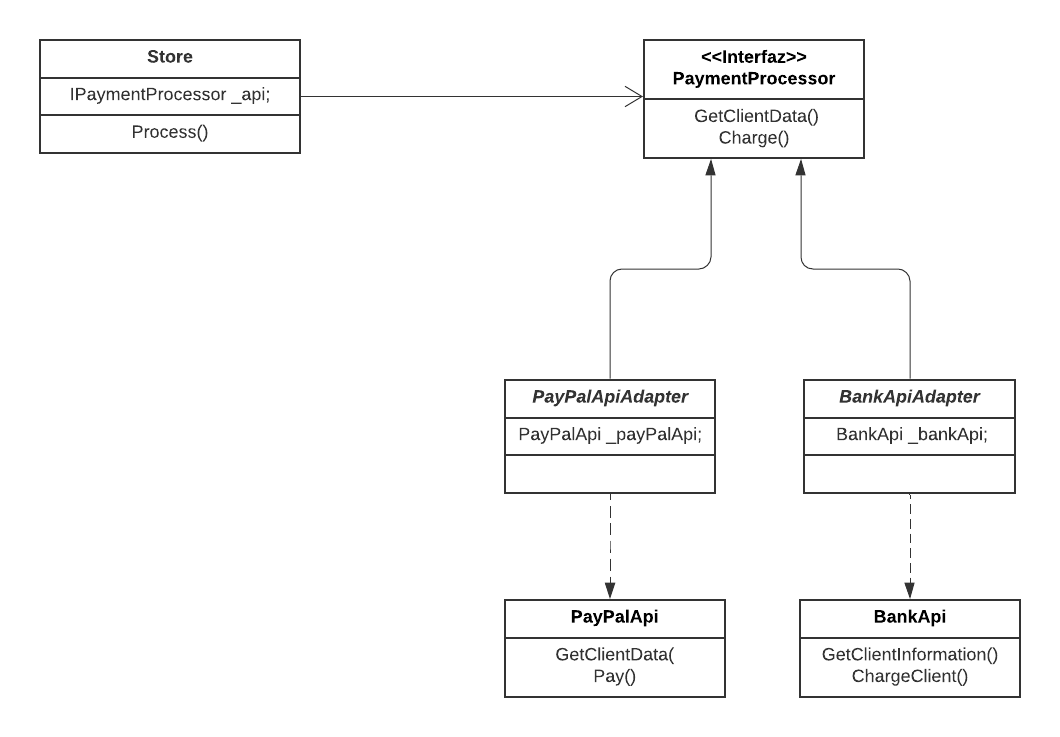 Store
IPaymentProcessor _api;
Process()
<<Interfaz>>
PaymentProcessor
GetClientData()
Charge()
PayPalApiAdapter
PayPalApi _payPalApi;
BankApiAdapter
BankApi _bankApi;
PayPalApi
GetClientData(
Pay()
BankApi
GetClientInformation()
ChargeClient()